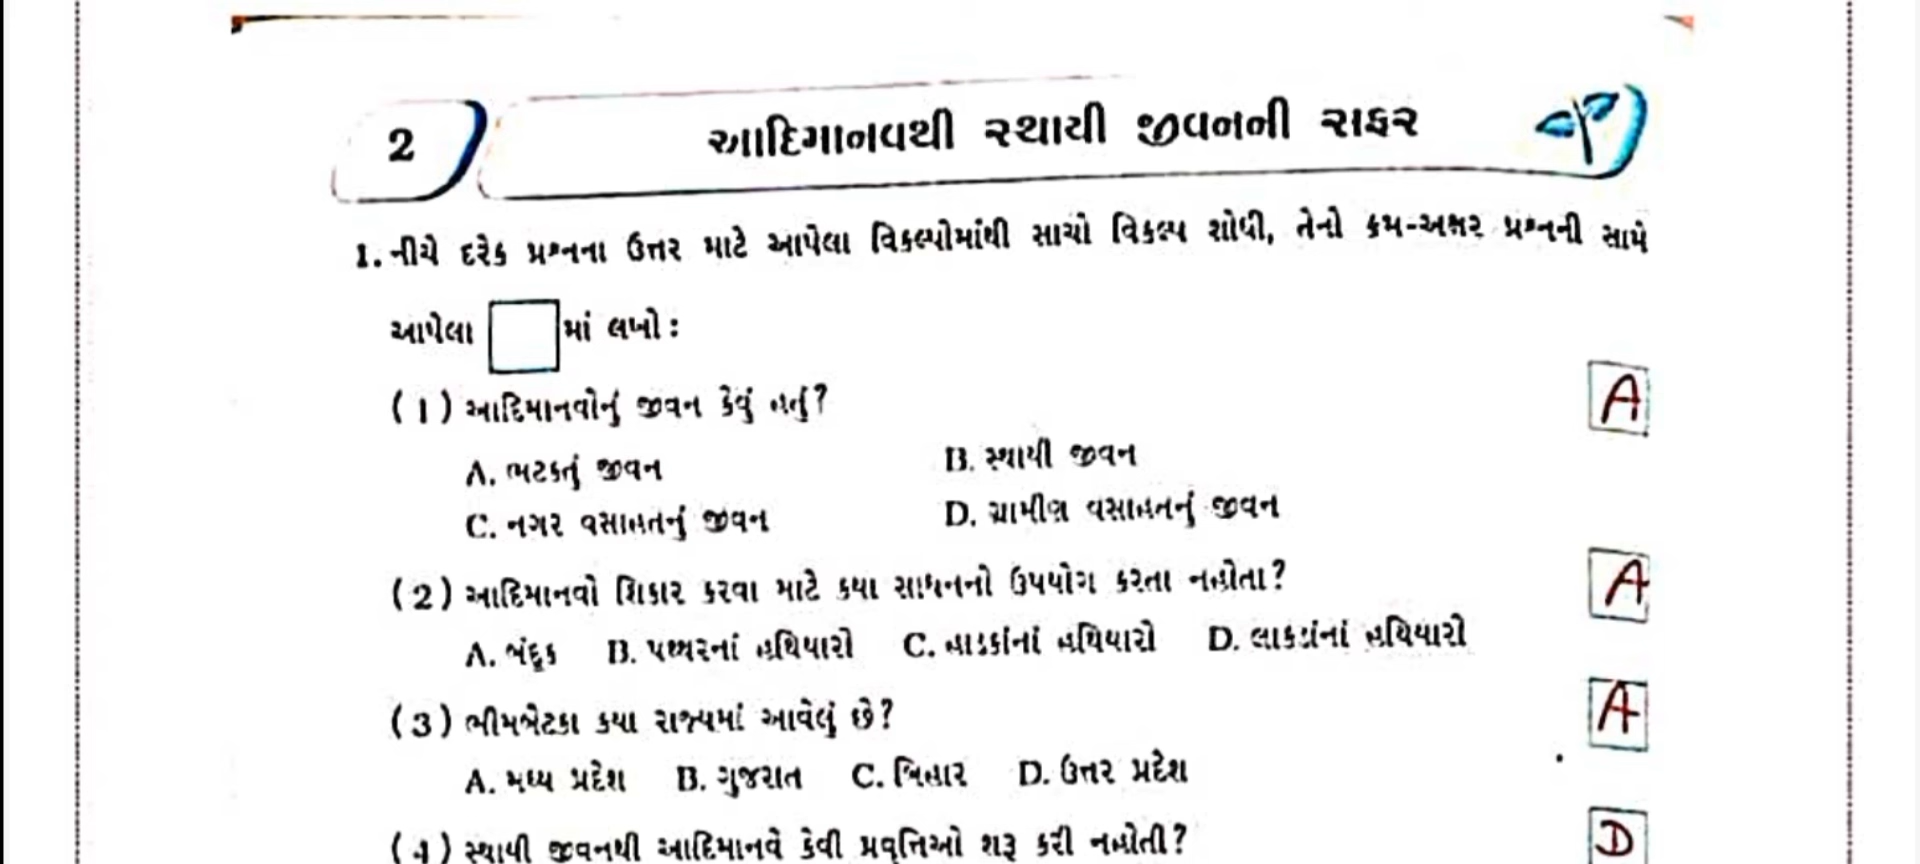 2
આદિમાનવથી સ્થાયી જીવનની સફર
1. નીચે દરેક પ્રશ્નના ઉત્તર માટે આપેલા વિકલ્પોમાંથી સાચો વિકલ્પ શોધી, તેનો ક્રમ-અક્ષર પ્રશ્નની સામે
આપેલા માં લખો :
(1) આદિમાનવોનું જીવન કેવું હતું? A
A. ભટકતું જીવન B. સ્થાયી જીવન
C. નગર વસાહતનું જીવન D. ગ્રામીણ વસાહતનું જીવન
(2) આદિમાનવો શિકાર કરવા માટે કયા સાધનનો ઉપયોગ કરતા નહોતા? A
A. બંદૂક B. પથ્થરનાં હથિયારો C. હાડકાંનાં હથિયારો D. લાકડાંનાં હથિયારો
(3) ભીમબેટકા કયા રાજ્યમાં આવેલું છે? A
A. મધ્ય પ્રદેશ B. ગુજરાત C. બિહાર D. ઉત્તર પ્રદેશ
(4) સ્થાયી જીવનથી આદિમાનવે કેવી પ્રવૃત્તિઓ શરૂ કરી નહોતી? D